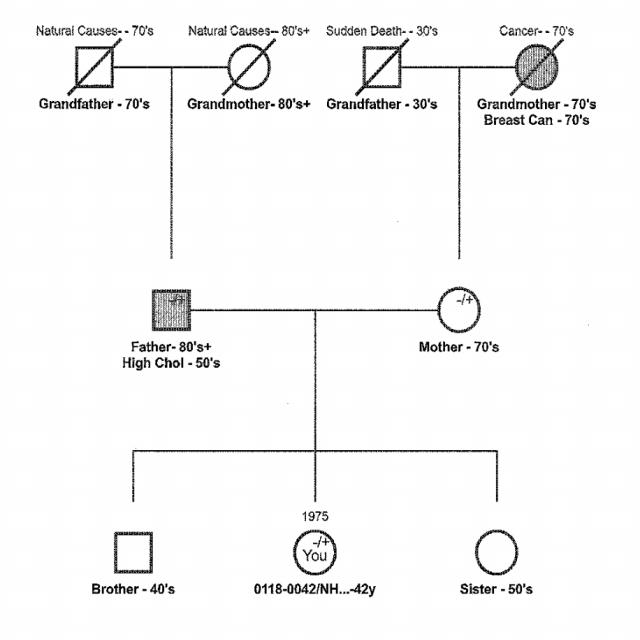 Natural Causes- - 70's
Natural Causes-- 80's+
Sudden Death- - 30's
Cancer- - 70's
Grandfather - 70's
Grandmother- 80's+
Grandfather - 30's
Grandmother - 70's
Breast Can - 70's
-/+
-/+
Father- 80's+
High Chol - 50's
Mother - 70's
1975
-/+
You
Brother - 40's
0118-0042/NH...-42y
Sister - 50's